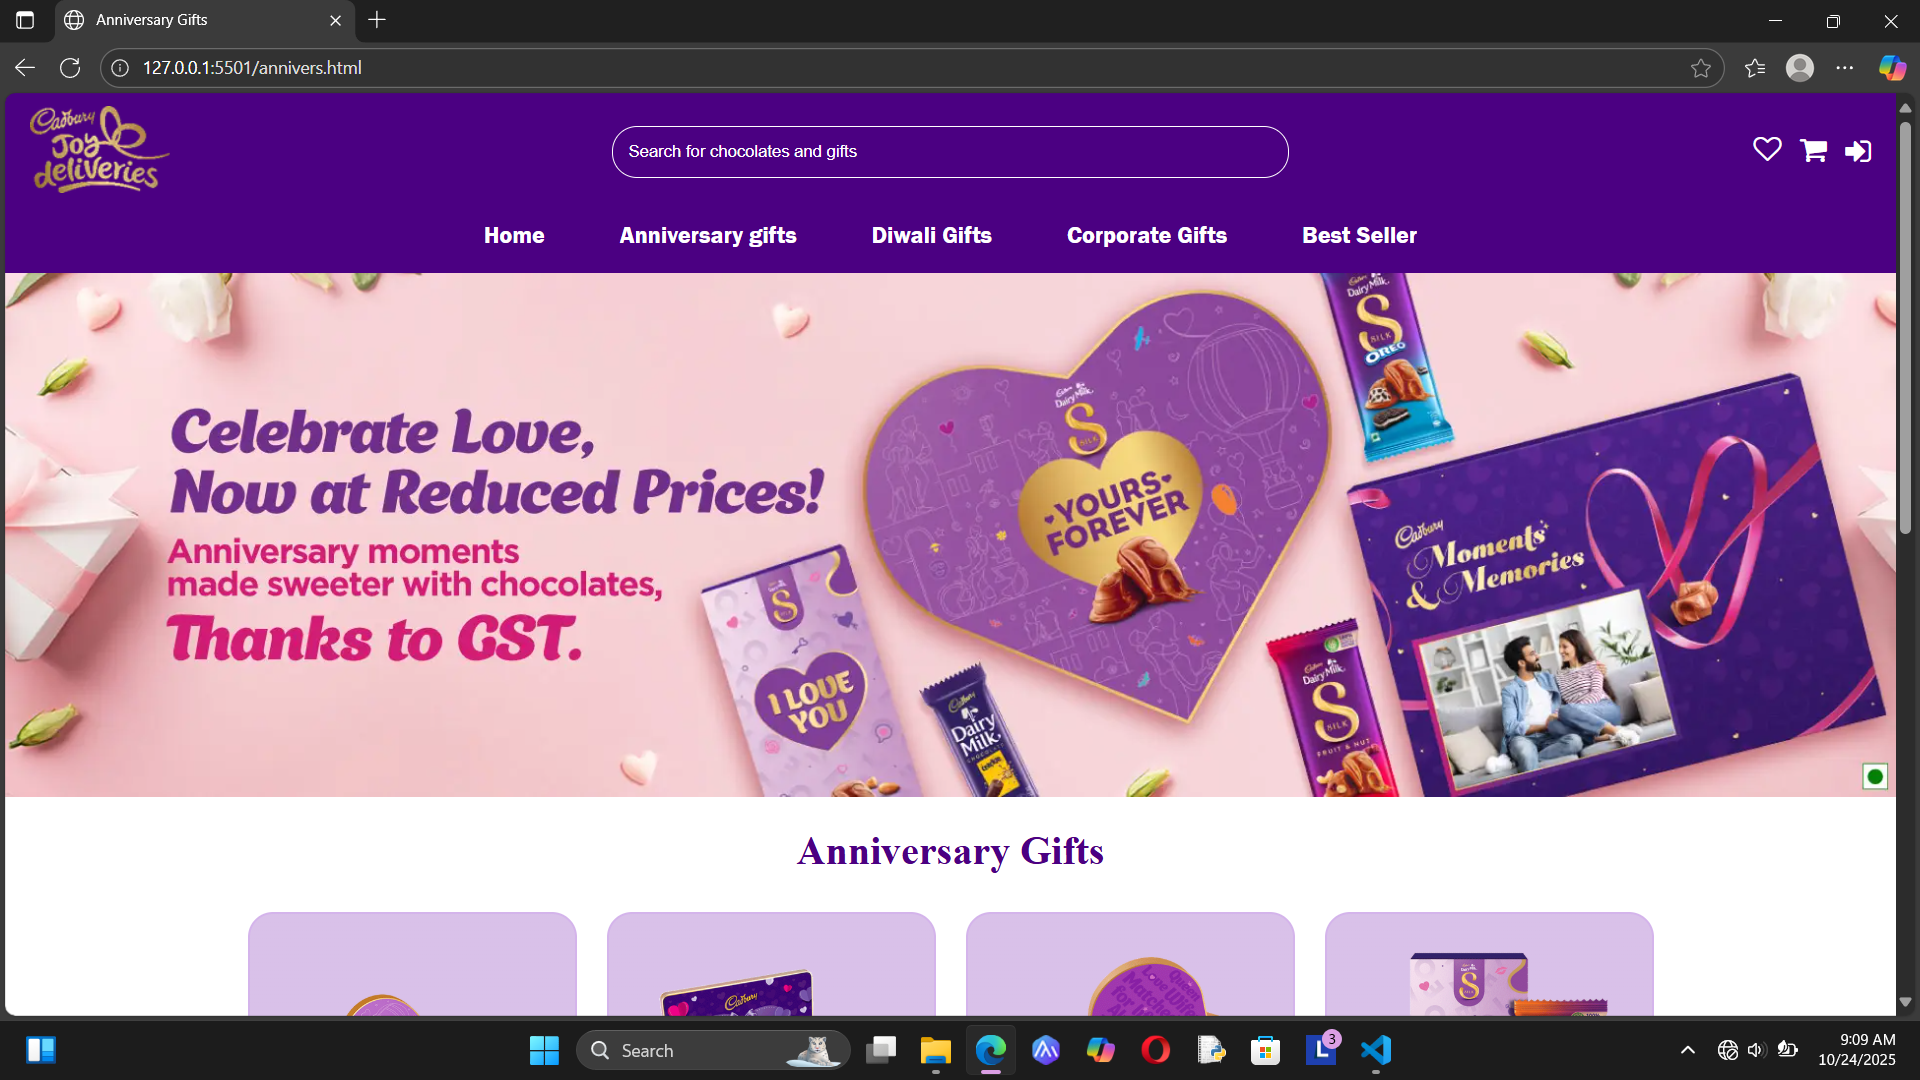 Anniversary Gifts
127.0.0.1:5501/annivers.html
Cadbury
Joy
deliveries
Search for chocolates and gifts
Home
Anniversary gifts
Diwali Gifts
Corporate Gifts
Best Seller
Celebrate Love,
Now at Reduced Prices!
Anniversary moments
made sweeter with chocolates,
Thanks to GST.
Cadbury
Dairy Milk
S
SILK
YOURS
FOREVER
Dairy Milk
S
SILK
OREO
Cadbury
Moments
& Memories
S
I LOVE
YOU
Cadbury
Dairy
Milk
CHOCOLATE
Cadbury
Dairy Milk
S
SILK
FRUIT & NUT
Anniversary Gifts
Cadbury
S
Search
L
3
9:09 AM
10/24/2025